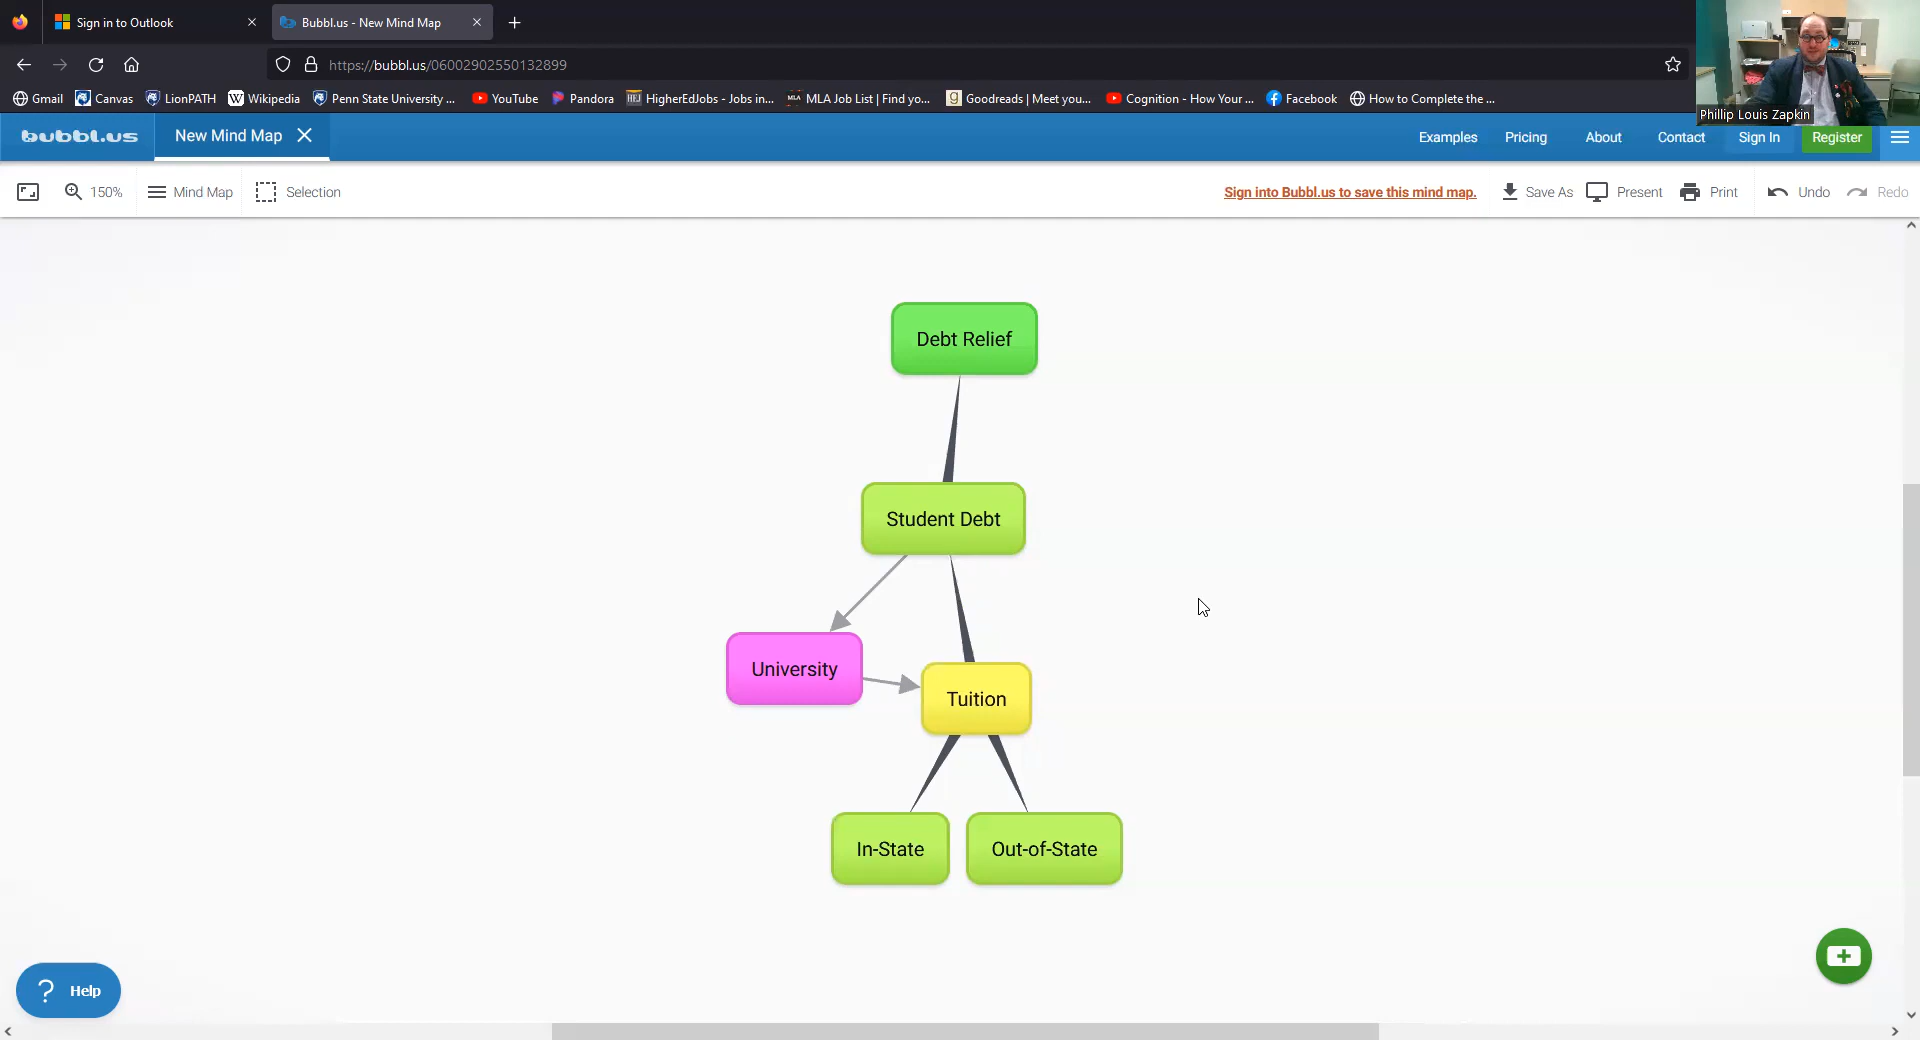 Sign in to Outlook
Bubbl.us - New Mind Map
https://bubbl.us/06002902550132899
Gmail Canvas LionPATH Wikipedia Penn State University ... YouTube Pandora HigherEdJobs - Jobs in... MLA Job List | Find yo... Goodreads | Meet you... Cognition - How Your ... Facebook How to Complete the ...
Phillip Louis Zapkin
bubbl.us New Mind Map Examples Pricing About Contact Sign In Register
150% Mind Map Selection Sign into Bubbl.us to save this mind map. Save As Present Print Undo Redo
Debt Relief
Student Debt
University
Tuition
In-State Out-of-State
? Help